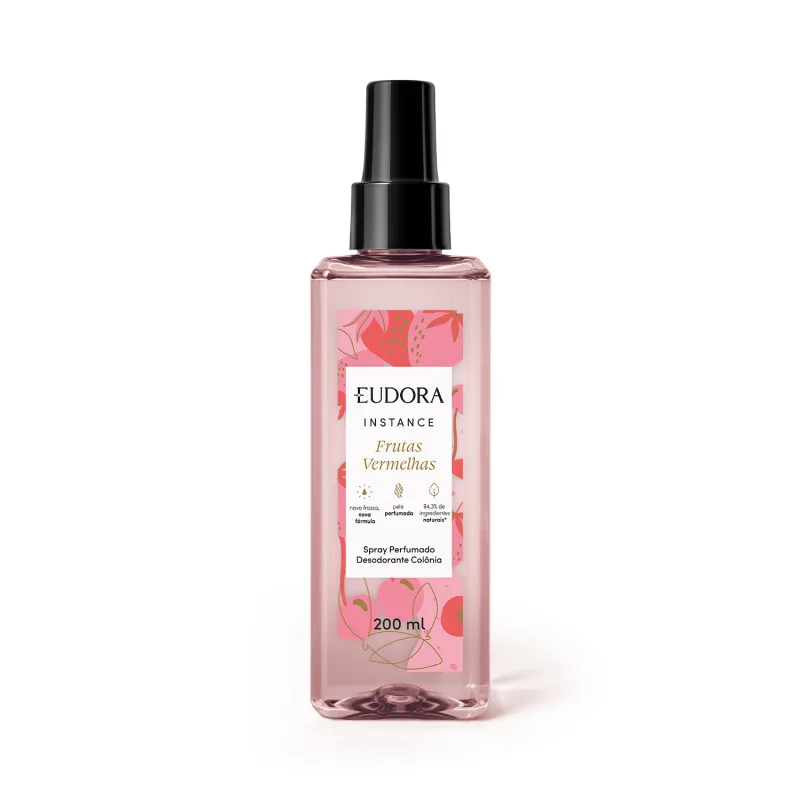 EUDORA
INSTANCE
Frutas
Vermelhas
novo frasco,
nova
fórmula
pele
perfumada
94,3% de
ingredientes
naturais*
Spray Perfumado
Desodorante Colônia
200 ml